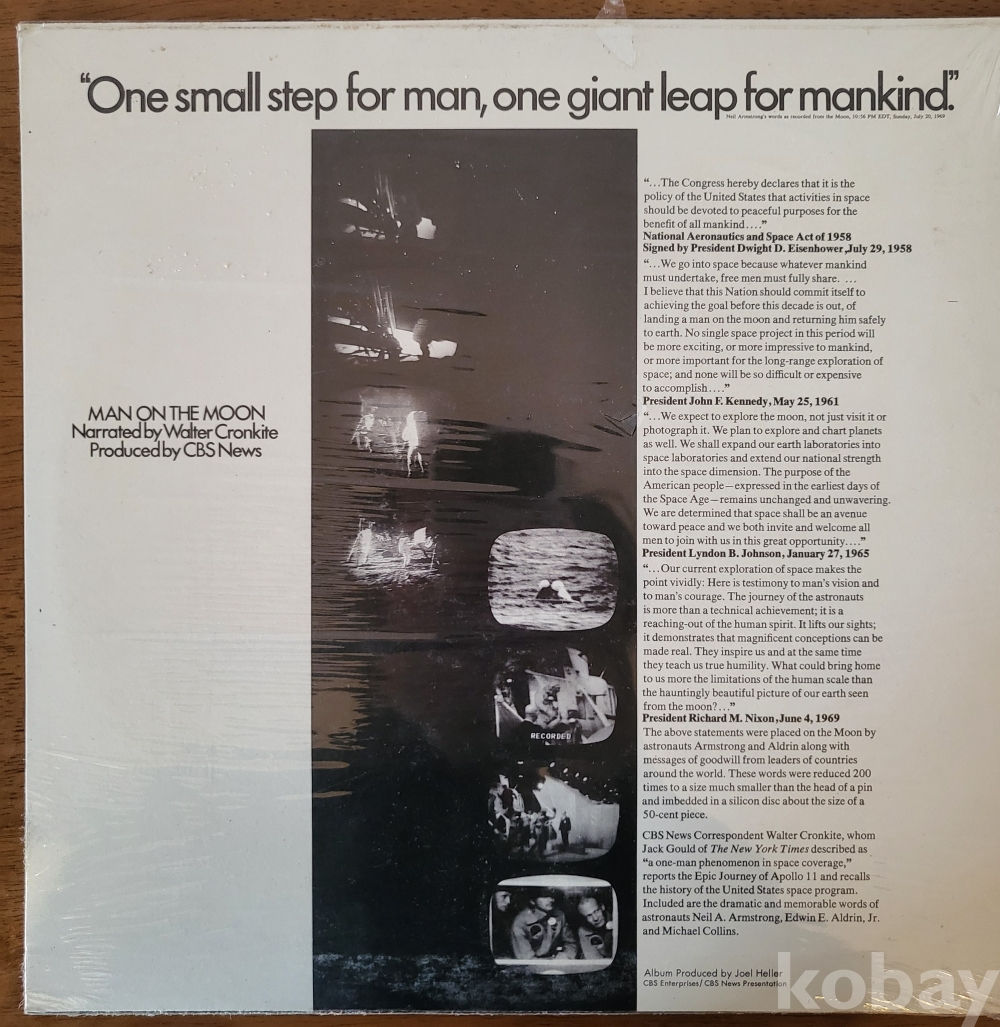 “One small step for man, one giant leap for mankind.”
Neil Armstrong's words as recorded from the Moon, 10:56 PM EDT, Sunday, July 20, 1969
MAN ON THE MOON
Narrated by Walter Cronkite
Produced by CBS News
“...The Congress hereby declares that it is the
policy of the United States that activities in space
should be devoted to peaceful purposes for the
benefit of all mankind....”
National Aeronautics and Space Act of 1958
Signed by President Dwight D. Eisenhower, July 29, 1958
“...We go into space because whatever mankind
must undertake, free men must fully share. ...
I believe that this Nation should commit itself to
achieving the goal before this decade is out, of
landing a man on the moon and returning him safely
to earth. No single space project in this period will
be more exciting, or more impressive to mankind,
or more important for the long-range exploration of
space; and none will be so difficult or expensive
to accomplish....”
President John F. Kennedy, May 25, 1961
“...We expect to explore the moon, not just visit it or
photograph it. We plan to explore and chart planets
as well. We shall expand our earth laboratories into
space laboratories and extend our national strength
into the space dimension. The purpose of the
American people—expressed in the earliest days of
the Space Age—remains unchanged and unwavering.
We are determined that space shall be an avenue
toward peace and we both invite and welcome all
men to join with us in this great opportunity....”
President Lyndon B. Johnson, January 27, 1965
“...Our current exploration of space makes the
point vividly: Here is testimony to man's vision and
to man's courage. The journey of the astronauts
is more than a technical achievement; it is a
reaching-out of the human spirit. It lifts our sights;
it demonstrates that magnificent conceptions can be
made real. They inspire us and at the same time
they teach us true humility. What could bring home
to us more the limitations of the human scale than
the hauntingly beautiful picture of our earth seen
from the moon?...”
President Richard M. Nixon, June 4, 1969
The above statements were placed on the Moon by
astronauts Armstrong and Aldrin along with
messages of goodwill from leaders of countries
around the world. These words were reduced 200
times to a size much smaller than the head of a pin
and imbedded in a silicon disc about the size of a
50-cent piece.
CBS News Correspondent Walter Cronkite, whom
Jack Gould of The New York Times described as
“a one-man phenomenon in space coverage,”
reports the Epic Journey of Apollo 11 and recalls
the history of the United States space program.
Included are the dramatic and memorable words of
astronauts Neil A. Armstrong, Edwin E. Aldrin, Jr.
and Michael Collins.
RECORDED
Album Produced by Joel Heller
CBS Enterprises/CBS News Presentation
kobay